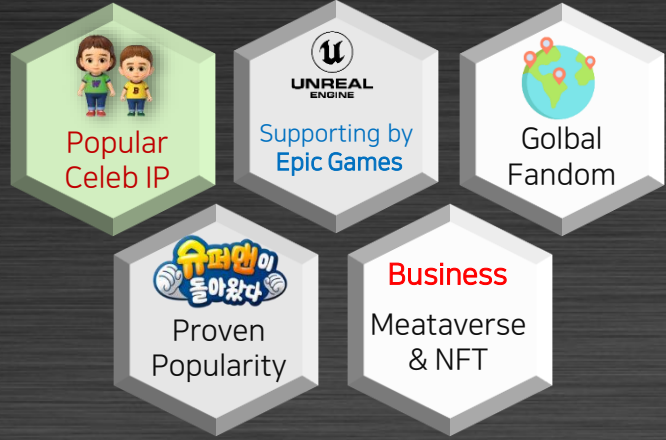 W
B
Popular
Celeb IP
UNREAL
ENGINE
Supporting by
Epic Games
Golbal
Fandom
슈퍼맨이
돌아왔다
Proven
Popularity
Business
Meataverse
& NFT